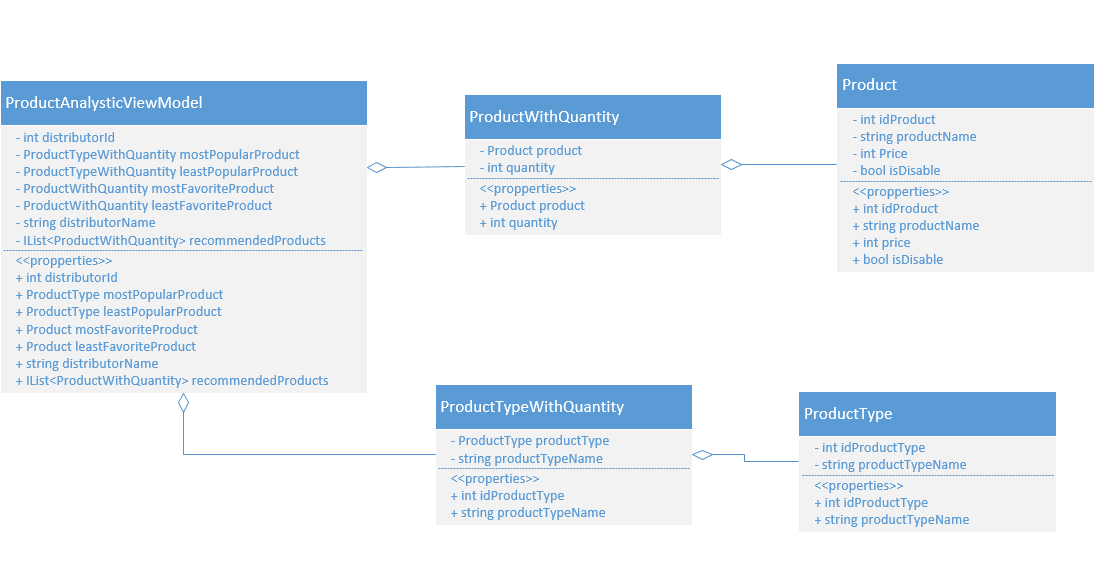 ProductAnalysticViewModel
- int distributorId
- ProductTypeWithQuantity mostPopularProduct
- ProductTypeWithQuantity leastPopularProduct
- ProductWithQuantity mostFavoriteProduct
- ProductWithQuantity leastFavoriteProduct
- string distributorName
- IList<ProductWithQuantity> recommendedProducts
<<propperties>>
+ int distributorId
+ ProductType mostPopularProduct
+ ProductType leastPopularProduct
+ Product mostFavoriteProduct
+ Product leastFavoriteProduct
+ string distributorName
+ IList<ProductWithQuantity> recommendedProducts
ProductWithQuantity
- Product product
- int quantity
<<propperties>>
+ Product product
+ int quantity
Product
- int idProduct
- string productName
- int Price
- bool isDisable
<<propperties>>
+ int idProduct
+ string productName
+ int price
+ bool isDisable
ProductTypeWithQuantity
- ProductType productType
- string productTypeName
<<properties>>
+ int idProductType
+ string productTypeName
ProductType
- int idProductType
- string productTypeName
<<properties>>
+ int idProductType
+ string productTypeName